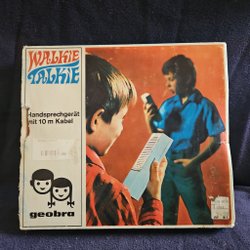 WALKIE
TALKIE
Handsprechgerät
mit 10 m Kabel
geobra